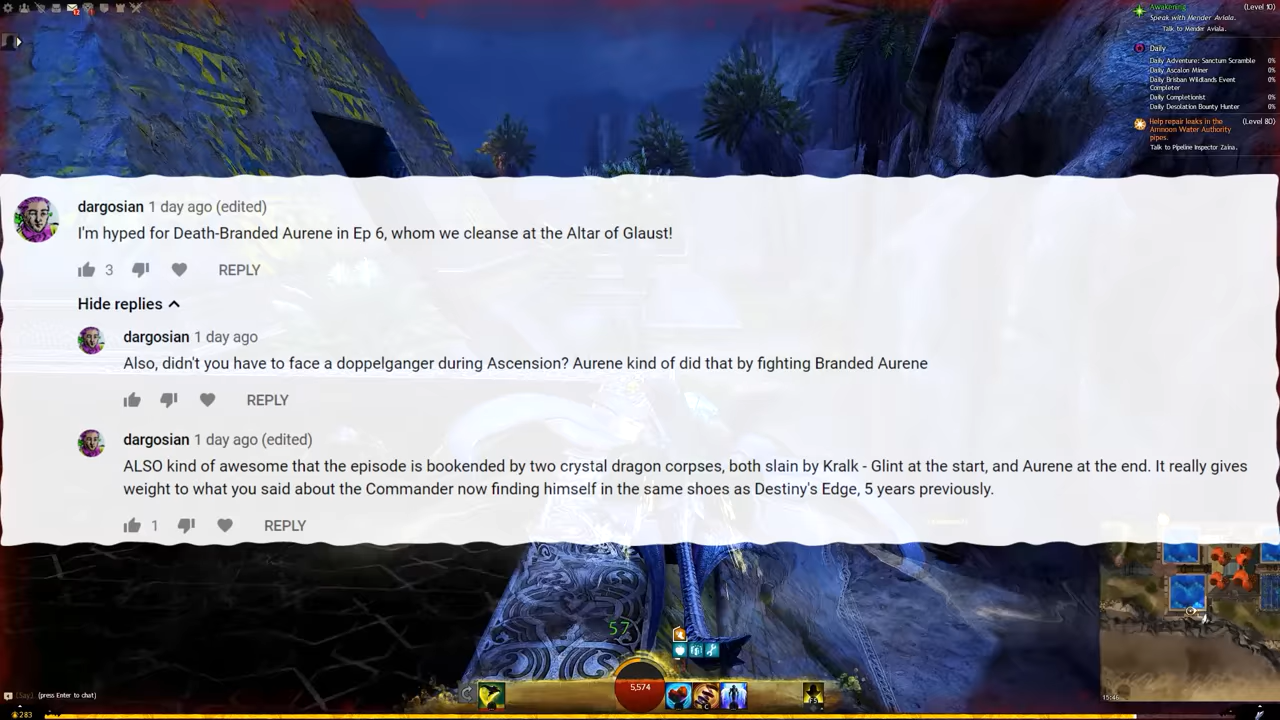 Awakening
(Level 10)
Speak with Mender Aviala.
Talk to Mender Aviala.
Daily
Daily Adventure: Sanctum Scramble 0%
Daily Ascalon Miner 0%
Daily Brisban Wildlands Event 0%
Completer
Daily Completionist 0%
Daily Desolation Bounty Hunter 0%
Help repair leaks in the (Level 80)
Amnoon Water Authority
pipes.
Talk to Pipeline Inspector Zaina.
dargosian 1 day ago (edited)
I'm hyped for Death-Branded Aurene in Ep 6, whom we cleanse at the Altar of Glaust!
3 REPLY
Hide replies
dargosian 1 day ago
Also, didn't you have to face a doppelganger during Ascension? Aurene kind of did that by fighting Branded Aurene
REPLY
dargosian 1 day ago (edited)
ALSO kind of awesome that the episode is bookended by two crystal dragon corpses, both slain by Kralk - Glint at the start, and Aurene at the end. It really gives
weight to what you said about the Commander now finding himself in the same shoes as Destiny's Edge, 5 years previously.
1 REPLY
57
5,574
[Say] (press Enter to chat)
283